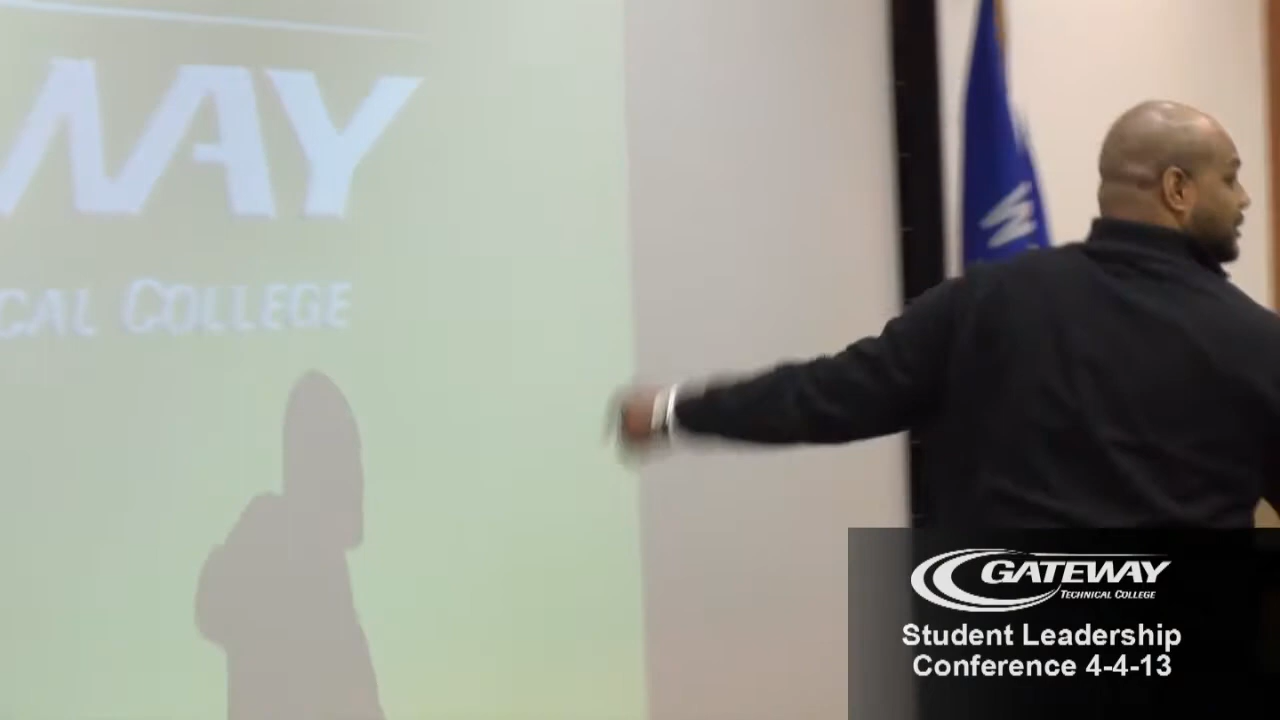 WAY
CAL COLLEGE
W
GATEWAY
TECHNICAL COLLEGE
Student Leadership
Conference 4-4-13